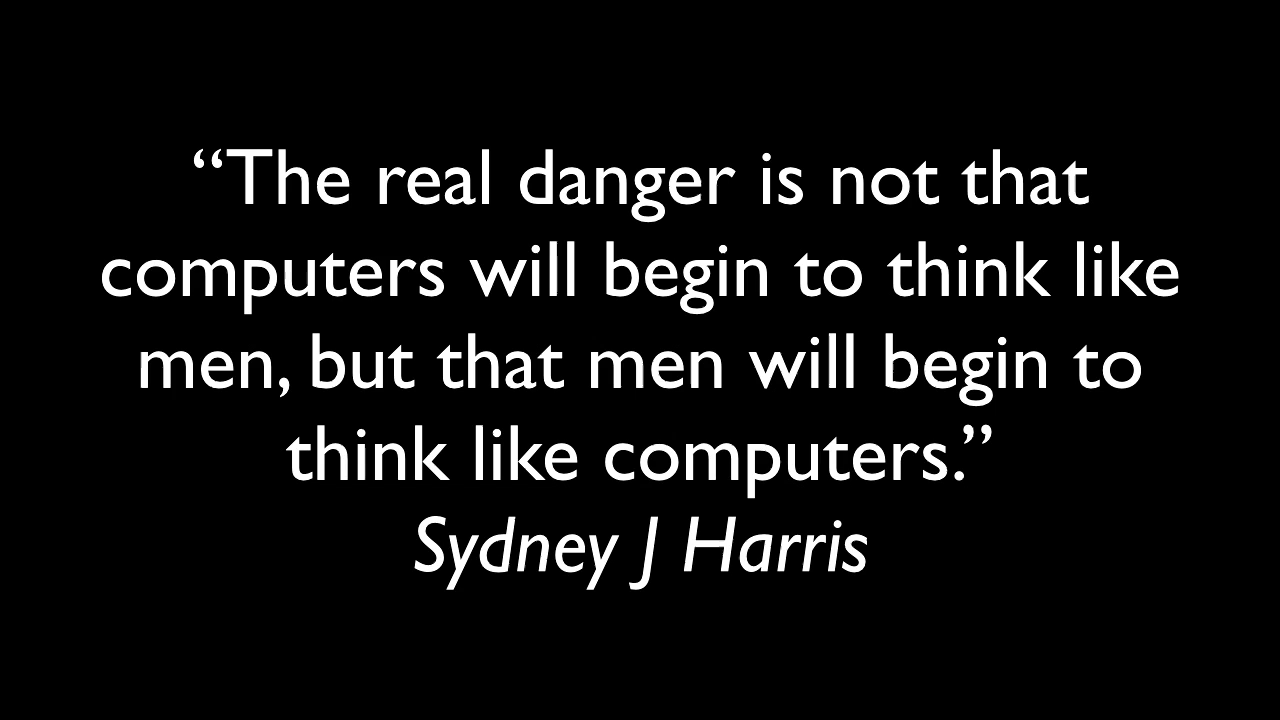 “The real danger is not that
computers will begin to think like
men, but that men will begin to
think like computers.”
Sydney J Harris